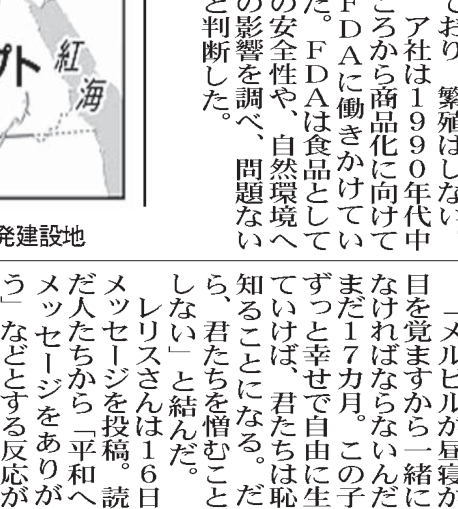 ており、繁殖はしない。
ア社は1990年代中
ころから商品化に向けて
FDAに働きかけてい
た。FDAは食品として
の安全性や、自然環境へ
の影響を調べ、問題ない
と判断した。
プト
紅海
発建設地
「メルビルが昼寝か
目を覚ますから一緒に
なければならないんだ
まだ17カ月。この子
ずっと幸せで自由に生
ていけば、君たちは恥
知ることになる。だ
ら、君たちを憎むこと
しない」と結んだ。
レリスさんは16日
メッセージを投稿。読
だ人たちから「平和へ
メッセージをありが
う」などとする反応が